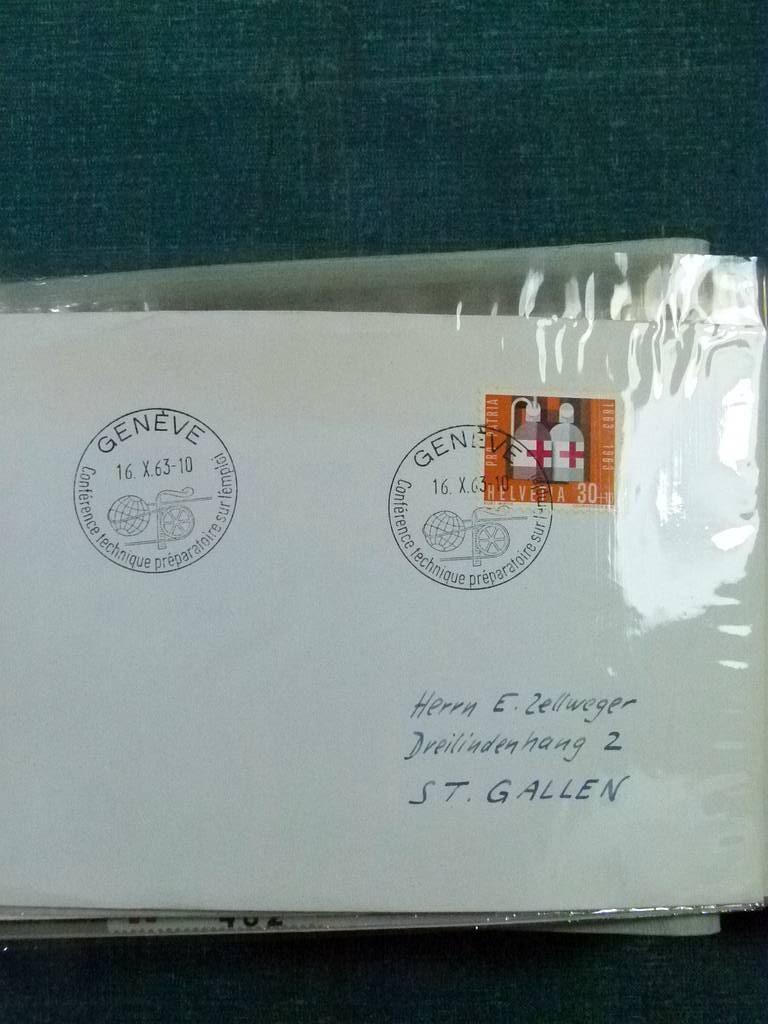 GENÈVE
16. X.63-10
Conférence technique préparatoire sur l'emploi
GENÈVE
16. X.63-10
Conférence technique préparatoire sur l'emploi
PRO PATRIA
1863 1963
HELVETIA 30+10
Herrn E. Zellweger
Dreilindenhang 2
ST. GALLEN